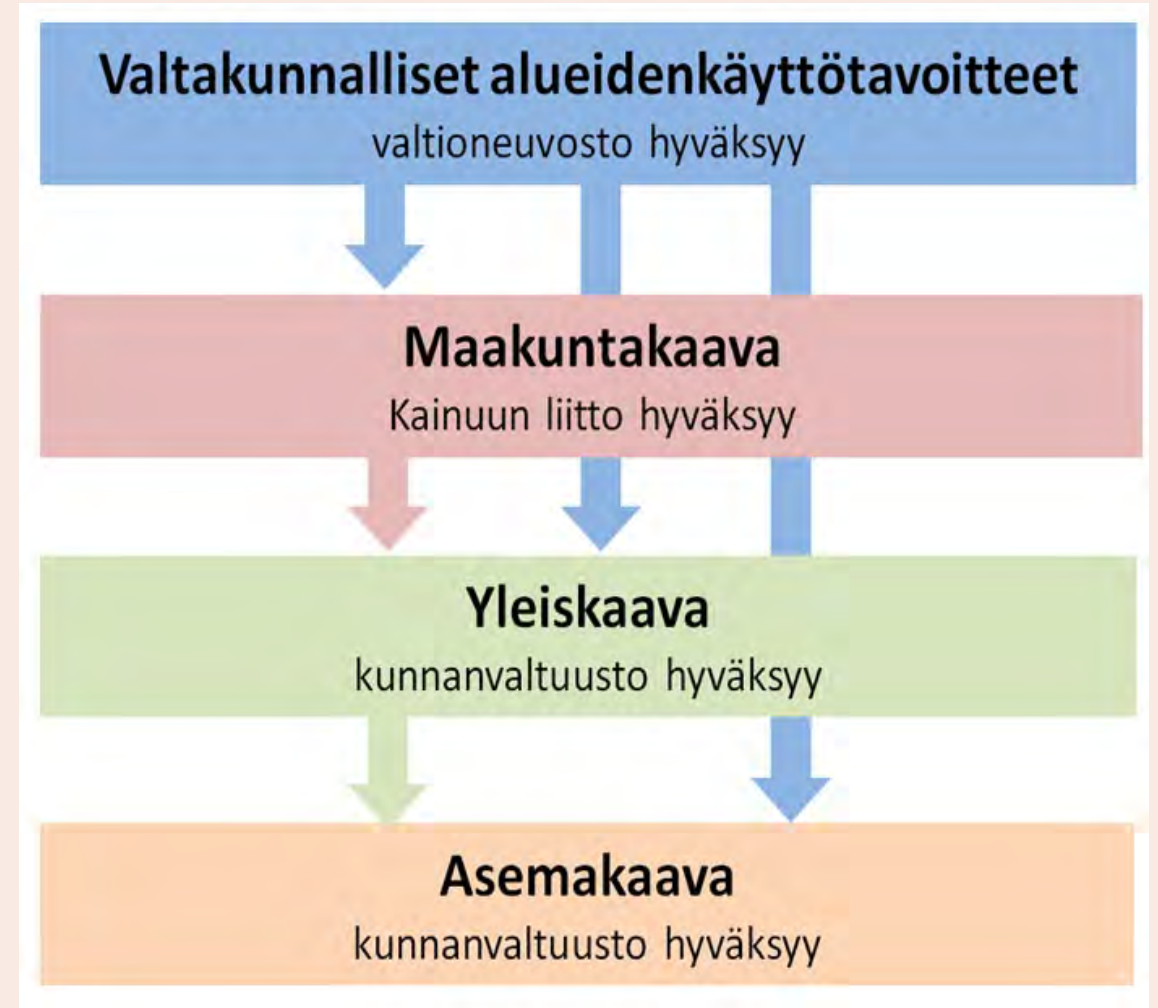 Valtakunnalliset alueidenkäyttötavoitteet
valtioneuvosto hyväksyy
Maakuntakaava
Kainuun liitto hyväksyy
Yleiskaava
kunnanvaltuusto hyväksyy
Asemakaava
kunnanvaltuusto hyväksyy